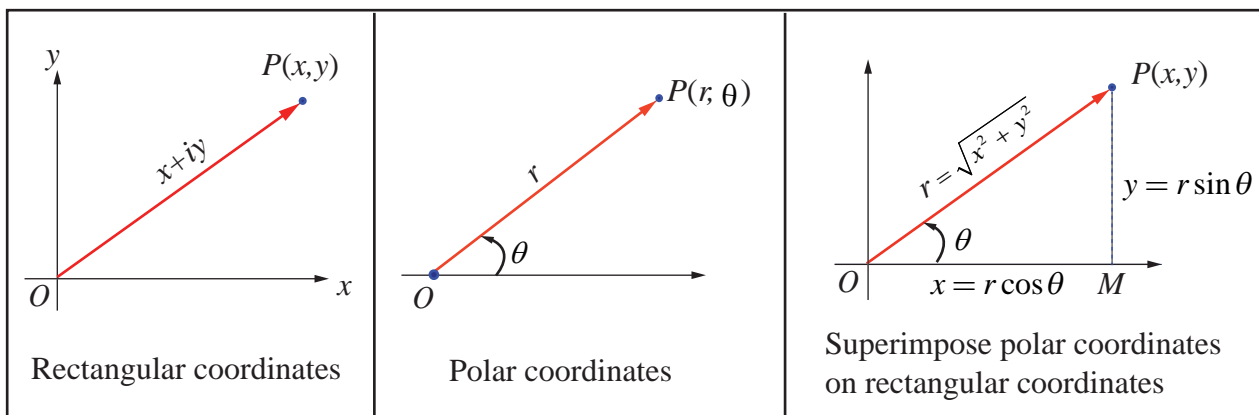 y
P(x,y)
x+iy
O
x
Rectangular coordinates
P(r, θ)
r
θ
O
Polar coordinates
P(x,y)
r = √(x² + y²)
y = r sin θ
θ
O
x = r cos θ
M
Superimpose polar coordinates
on rectangular coordinates